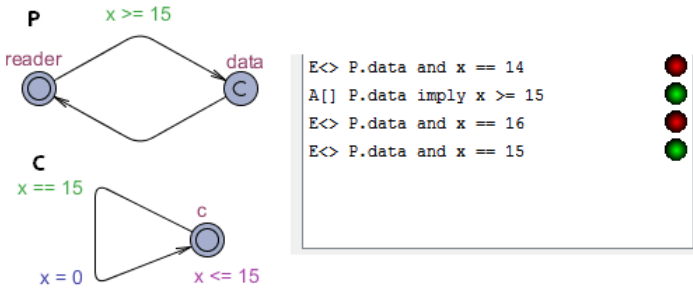 P
x >= 15
reader
data
C
C
x == 15
c
x = 0
x <= 15
E<> P.data and x == 14
A[] P.data imply x >= 15
E<> P.data and x == 16
E<> P.data and x == 15